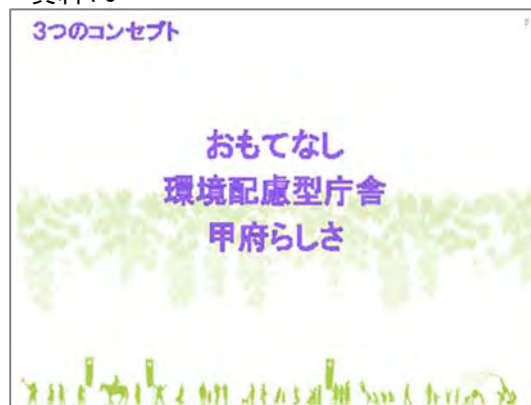 ３つのコンセプト
おもてなし
環境配慮型庁舎
甲府らしさ